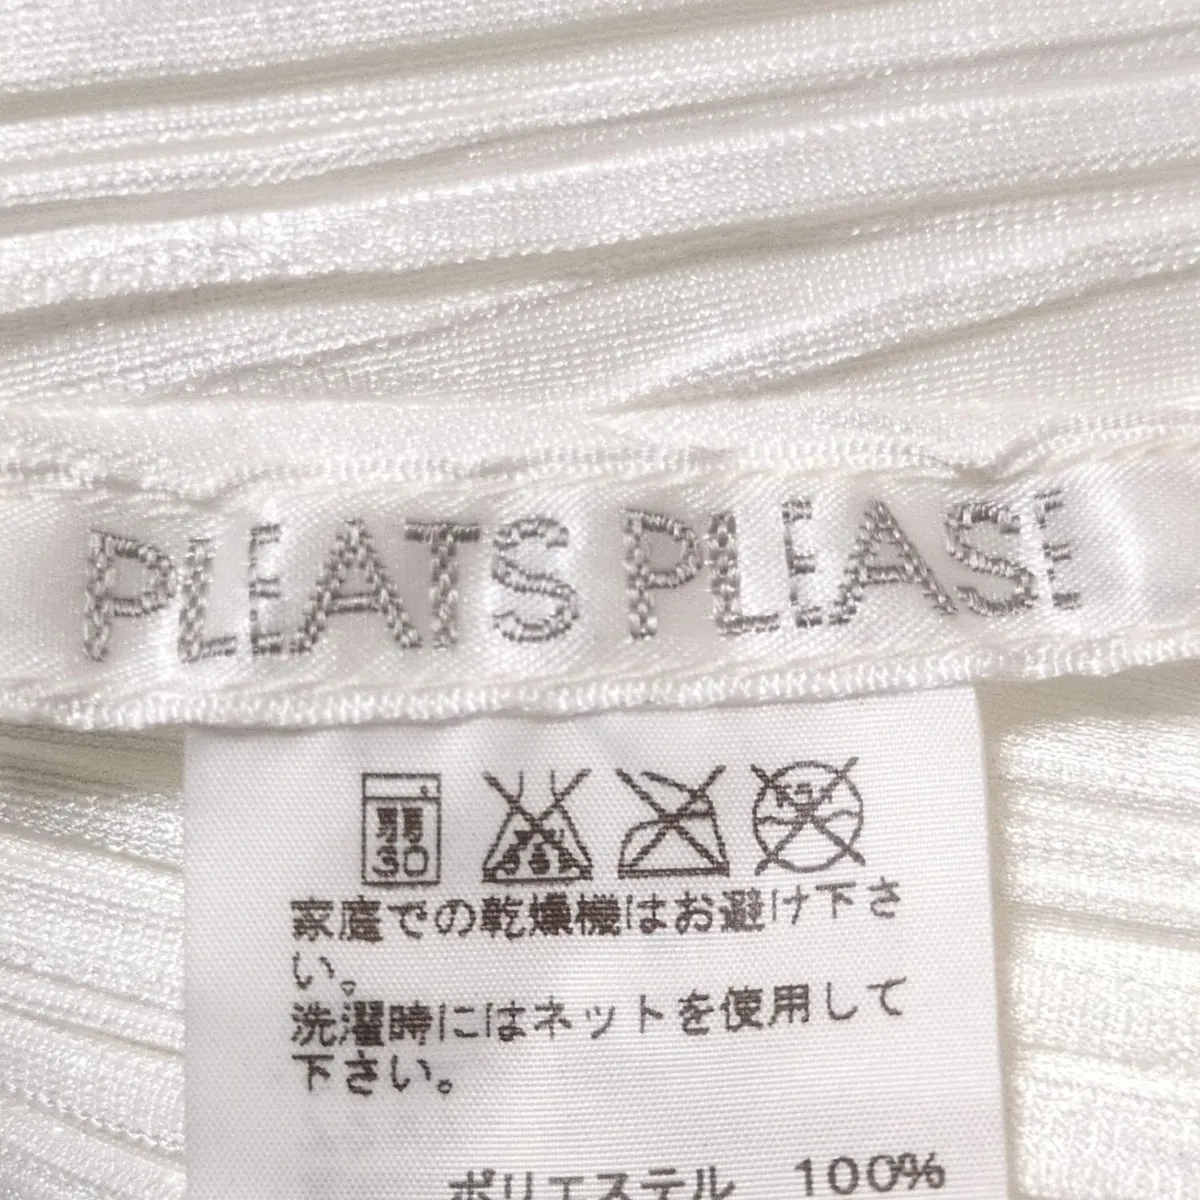 PLEATS PLEASE
弱
30
家庭での乾燥機はお避け下さ
い。
洗濯時にはネットを使用して
下さい。
ポリエステル 100%